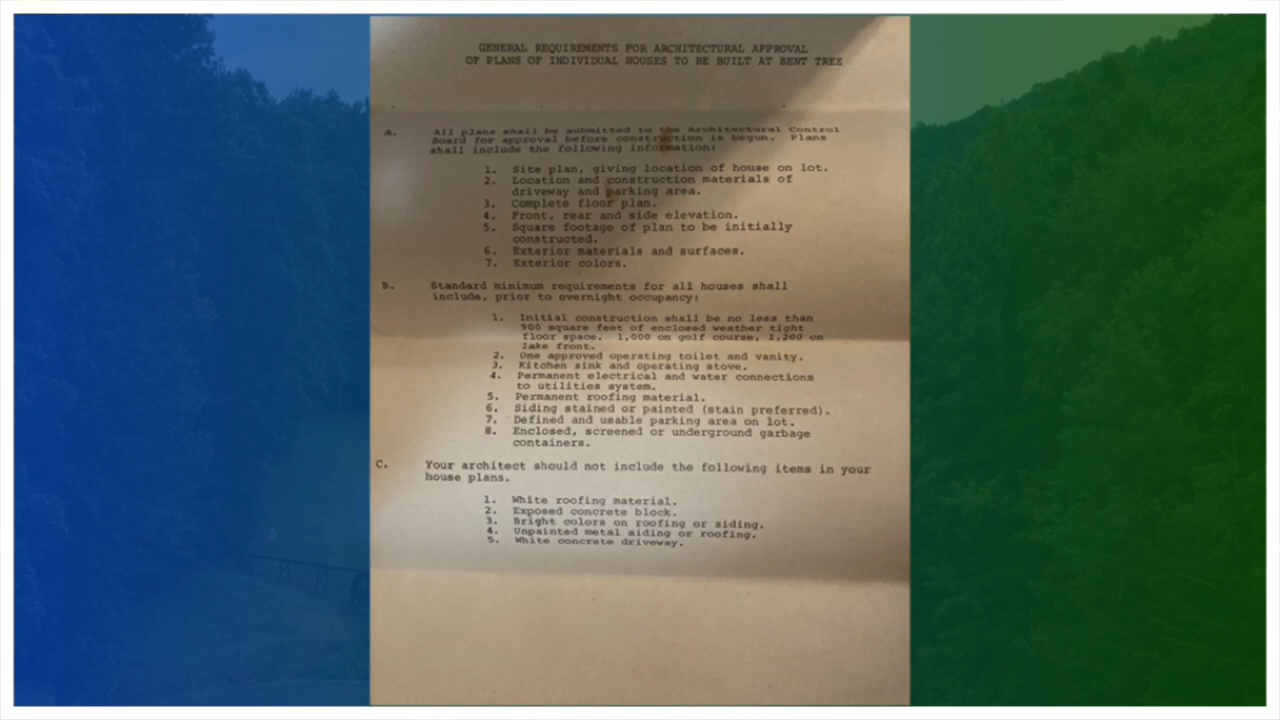 GENERAL REQUIREMENTS FOR ARCHITECTURAL APPROVAL
OF PLANS OF INDIVIDUAL HOUSES TO BE BUILT AT BENT TREE
A. All plans shall be submitted to the Architectural Control
Board for approval before construction is begun. Plans
shall include the following information:
1. Site plan, giving location of house on lot.
2. Location and construction materials of
driveway and parking area.
3. Complete floor plan.
4. Front, rear and side elevation.
5. Square footage of plan to be initially
constructed.
6. Exterior materials and surfaces.
7. Exterior colors.
B. Standard minimum requirements for all houses shall
include, prior to overnight occupancy:
1. Initial construction shall be no less than
900 square feet of enclosed weather tight
floor space. 1,000 on golf course, 1,200 on
lake front.
2. One approved operating toilet and vanity.
3. Kitchen sink and operating stove.
4. Permanent electrical and water connections
to utilities system.
5. Permanent roofing material.
6. Siding stained or painted (stain preferred).
7. Defined and usable parking area on lot.
8. Enclosed, screened or underground garbage
containers.
C. Your architect should not include the following items in your
house plans.
1. White roofing material.
2. Exposed concrete block.
3. Bright colors on roofing or siding.
4. Unpainted metal siding or roofing.
5. White concrete driveway.